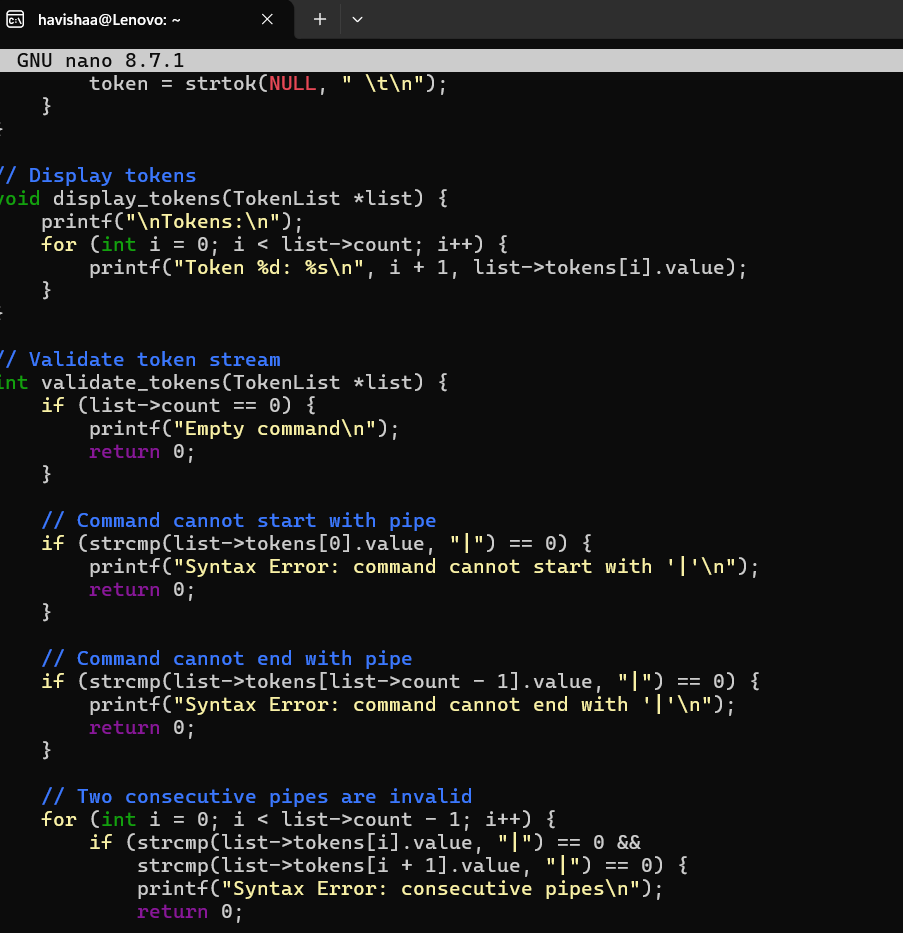 havishaa@Lenovo: ~
GNU nano 8.7.1
        token = strtok(NULL, " \t\n");
    }
}
// Display tokens
void display_tokens(TokenList *list) {
    printf("\nTokens:\n");
    for (int i = 0; i < list->count; i++) {
        printf("Token %d: %s\n", i + 1, list->tokens[i].value);
    }
}
// Validate token stream
int validate_tokens(TokenList *list) {
    if (list->count == 0) {
        printf("Empty command\n");
        return 0;
    }
    // Command cannot start with pipe
    if (strcmp(list->tokens[0].value, "|") == 0) {
        printf("Syntax Error: command cannot start with '|'\n");
        return 0;
    }
    // Command cannot end with pipe
    if (strcmp(list->tokens[list->count - 1].value, "|") == 0) {
        printf("Syntax Error: command cannot end with '|'\n");
        return 0;
    }
    // Two consecutive pipes are invalid
    for (int i = 0; i < list->count - 1; i++) {
        if (strcmp(list->tokens[i].value, "|") == 0 &&
            strcmp(list->tokens[i + 1].value, "|") == 0) {
            printf("Syntax Error: consecutive pipes\n");
            return 0;